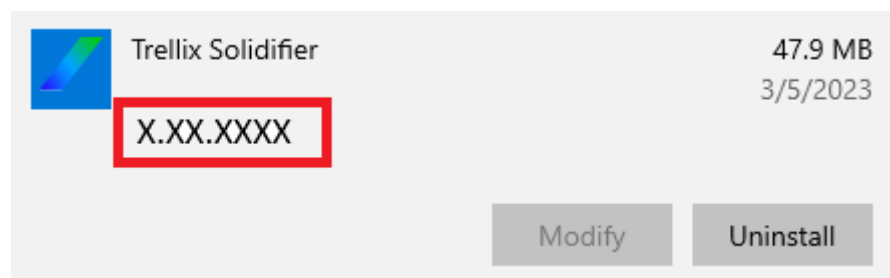 Trellix Solidifier
47.9 MB
3/5/2023
X.XX.XXXX
Modify
Uninstall